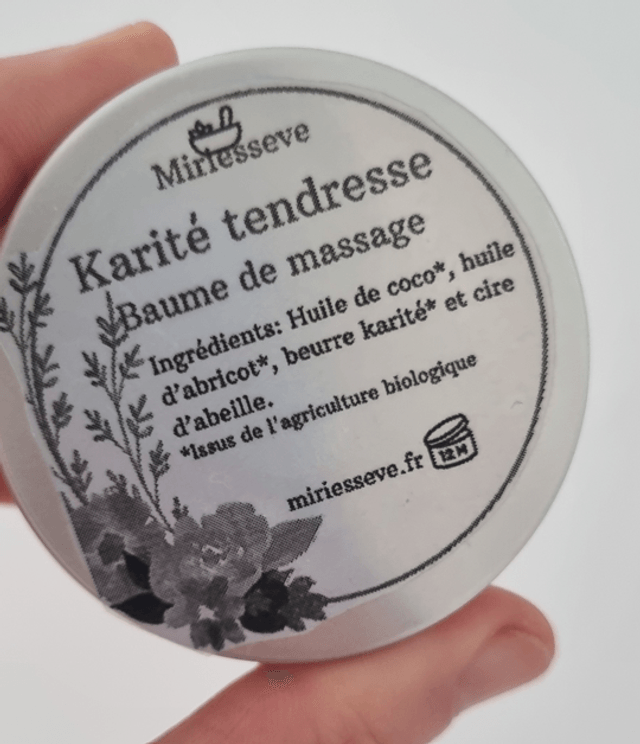 Miriesseve
Karité tendresse
Baume de massage
Ingrédients: Huile de coco*, huile
d'abricot*, beurre karité* et cire
d'abeille.
*Issus de l'agriculture biologique
miriesseve.fr
12M